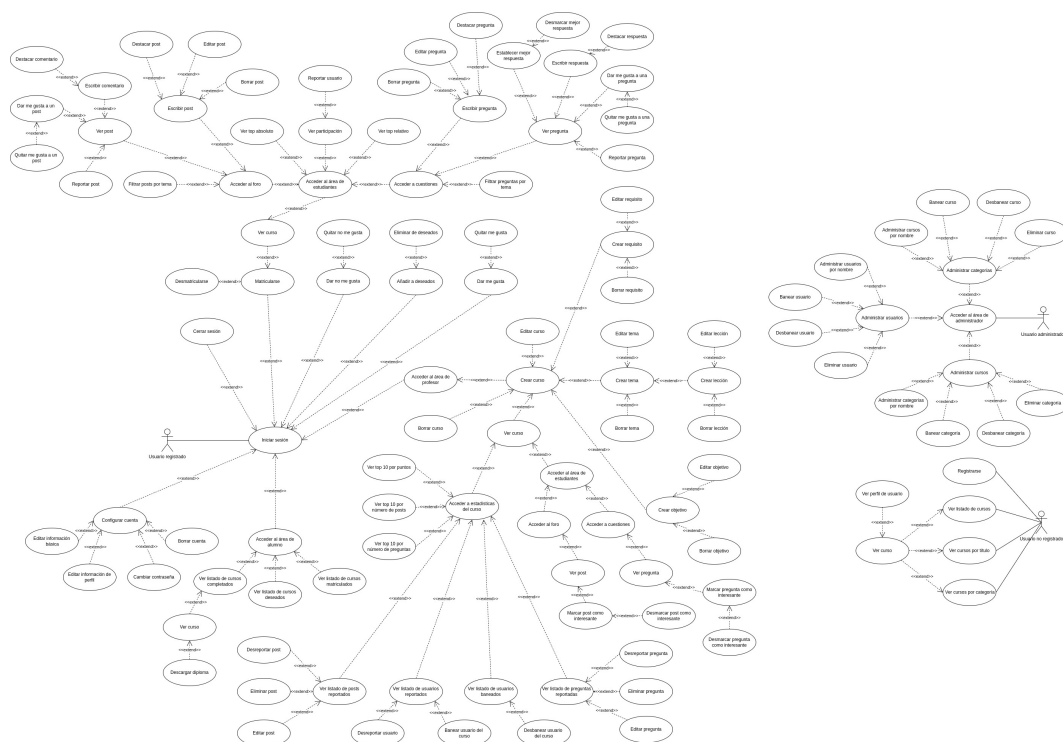 Destacar comentario
Destacar post
Editar post
Escribir comentario
Borrar post
Dar me gusta a un
post
Escribir post
Ver post
Quitar me gusta a un
post
Reportar post
Filtrar posts por tema
Acceder al foro
Reportar usuario
Ver top absoluto
Ver participación
Ver top relativo
Acceder al área de
estudiantes
Destacar pregunta
Editar pregunta
Borrar pregunta
Escribir pregunta
Acceder a cuestiones
Filtrar preguntas por
tema
Desmarcar mejor
respuesta
Establecer mejor
respuesta
Destacar respuesta
Escribir respuesta
Dar me gusta a una
pregunta
Quitar me gusta a una
pregunta
Ver pregunta
Reportar pregunta
Ver curso
Quitar no me gusta
Eliminar de deseados
Quitar me gusta
Desmatricularse
Matricularse
Dar no me gusta
Añadir a deseados
Dar me gusta
Editar requisito
Crear requisito
Borrar requisito
Cerrar sesión
Iniciar sesión
Usuario registrado
Editar curso
Acceder al área de
profesor
Crear curso
Borrar curso
Editar tema
Crear tema
Borrar tema
Editar lección
Crear lección
Borrar lección
Ver curso
Editar objetivo
Crear objetivo
Borrar objetivo
Configurar cuenta
Editar información
básica
Editar información de
perfil
Cambiar contraseña
Borrar cuenta
Acceder al área de
alumno
Ver listado de cursos
completados
Ver listado de cursos
deseados
Ver listado de cursos
matriculados
Ver curso
Descargar diploma
Ver top 10 por puntos
Ver top 10 por
número de posts
Ver top 10 por
número de preguntas
Acceder a estadísticas
del curso
Acceder al área de
estudiantes
Acceder al foro
Acceder a cuestiones
Ver post
Ver pregunta
Marcar post como
interesante
Desmarcar post como
interesante
Marcar pregunta como
interesante
Desmarcar pregunta
como interesante
Desreportar post
Eliminar post
Editar post
Ver listado de posts
reportados
Ver listado de usuarios
reportados
Desreportar usuario
Banear usuario del
curso
Ver listado de usuarios
baneados
Desbanear usuario
del curso
Ver listado de preguntas
reportadas
Desreportar pregunta
Eliminar pregunta
Editar pregunta
Banear curso
Desbanear curso
Administrar cursos
por nombre
Eliminar curso
Administrar categorías
Administrar usuarios
por nombre
Banear usuario
Desbanear usuario
Eliminar usuario
Administrar usuarios
Acceder al área de
administrador
Usuario administrado
Administrar cursos
Administrar categorías
por nombre
Banear categoría
Desbanear categoría
Eliminar categoria
Registrarse
Ver perfil de usuario
Ver listado de cursos
Ver curso
Ver cursos por título
Ver cursos por categoría
Usuario no registrado